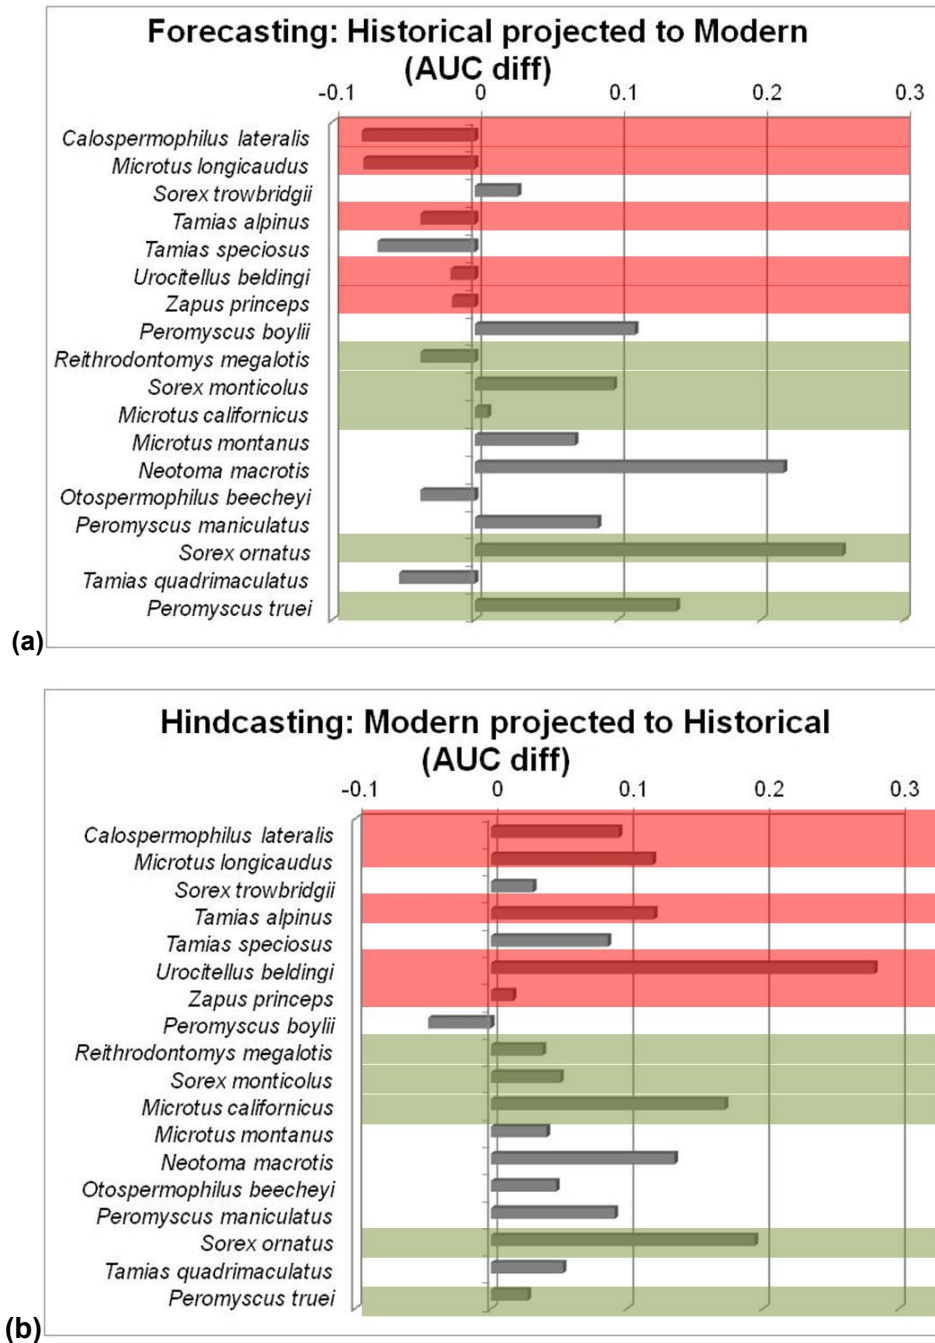 Forecasting: Historical projected to Modern
(AUC diff)
-0.1 0 0.1 0.2 0.3
Calospermophilus lateralis
Microtus longicaudus
Sorex trowbridgii
Tamias alpinus
Tamias speciosus
Urocitellus beldingi
Zapus princeps
Peromyscus boylii
Reithrodontomys megalotis
Sorex monticolus
Microtus californicus
Microtus montanus
Neotoma macrotis
Otospermophilus beecheyi
Peromyscus maniculatus
Sorex ornatus
Tamias quadrimaculatus
Peromyscus truei
(a)
Hindcasting: Modern projected to Historical
(AUC diff)
-0.1 0 0.1 0.2 0.3
Calospermophilus lateralis
Microtus longicaudus
Sorex trowbridgii
Tamias alpinus
Tamias speciosus
Urocitellus beldingi
Zapus princeps
Peromyscus boylii
Reithrodontomys megalotis
Sorex monticolus
Microtus californicus
Microtus montanus
Neotoma macrotis
Otospermophilus beecheyi
Peromyscus maniculatus
Sorex ornatus
Tamias quadrimaculatus
Peromyscus truei
(b)